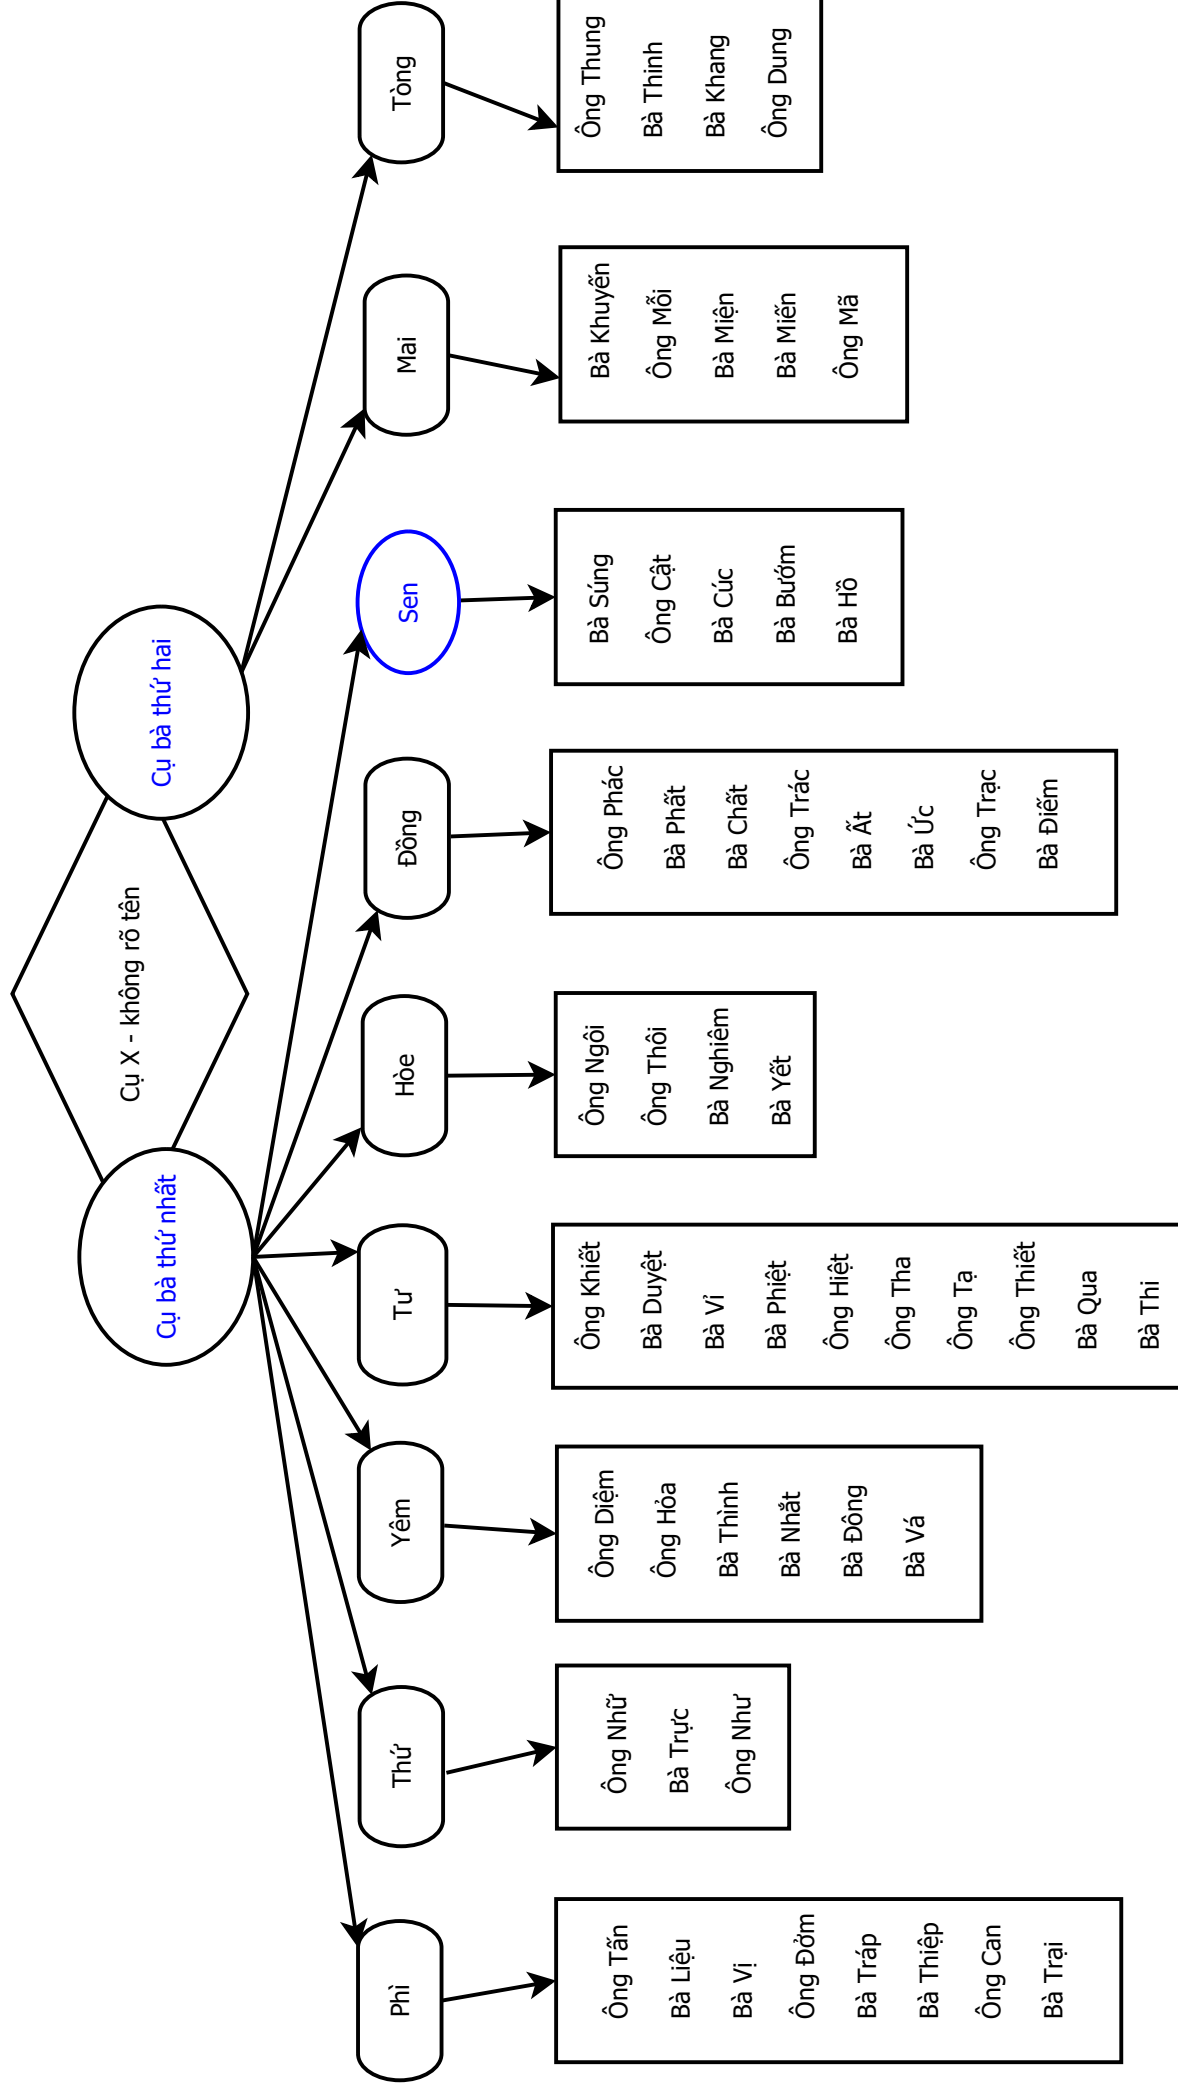 Cụ X - không rõ tên
Cụ bà thứ nhất
Cụ bà thứ hai
Phì
Thứ
Yêm
Tư
Hòe
Đồng
Sen
Mai
Tòng
Ông Tấn
Bà Liệu
Bà Vị
Ông Đởm
Bà Tráp
Bà Thiệp
Ông Can
Bà Trại
Ông Nhữ
Bà Trực
Ông Như
Ông Diệm
Ông Hỏa
Bà Thình
Bà Nhắt
Bà Đông
Bà Vá
Ông Khiết
Bà Duyệt
Bà Vỉ
Bà Phiệt
Ông Hiệt
Ông Tha
Ông Tạ
Ông Thiết
Bà Qua
Bà Thi
Ông Ngôi
Ông Thôi
Bà Nghiêm
Bà Yết
Ông Phác
Bà Phất
Bà Chất
Ông Trác
Bà Ất
Bà Ức
Ông Trạc
Bà Điếm
Bà Súng
Ông Cật
Bà Cúc
Bà Bướm
Bà Hồ
Bà Khuyến
Ông Mỗi
Bà Miện
Bà Miến
Ông Mã
Ông Thung
Bà Thinh
Bà Khang
Ông Dung